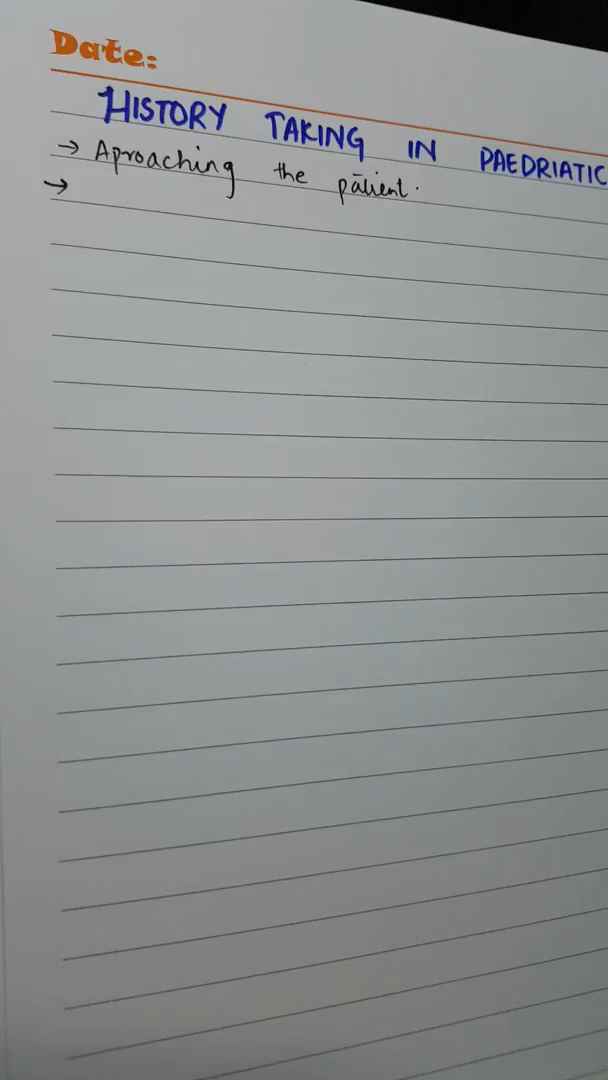 Date:
HISTORY TAKING IN PAEDRIATIC
→ Aproaching the patient.
→